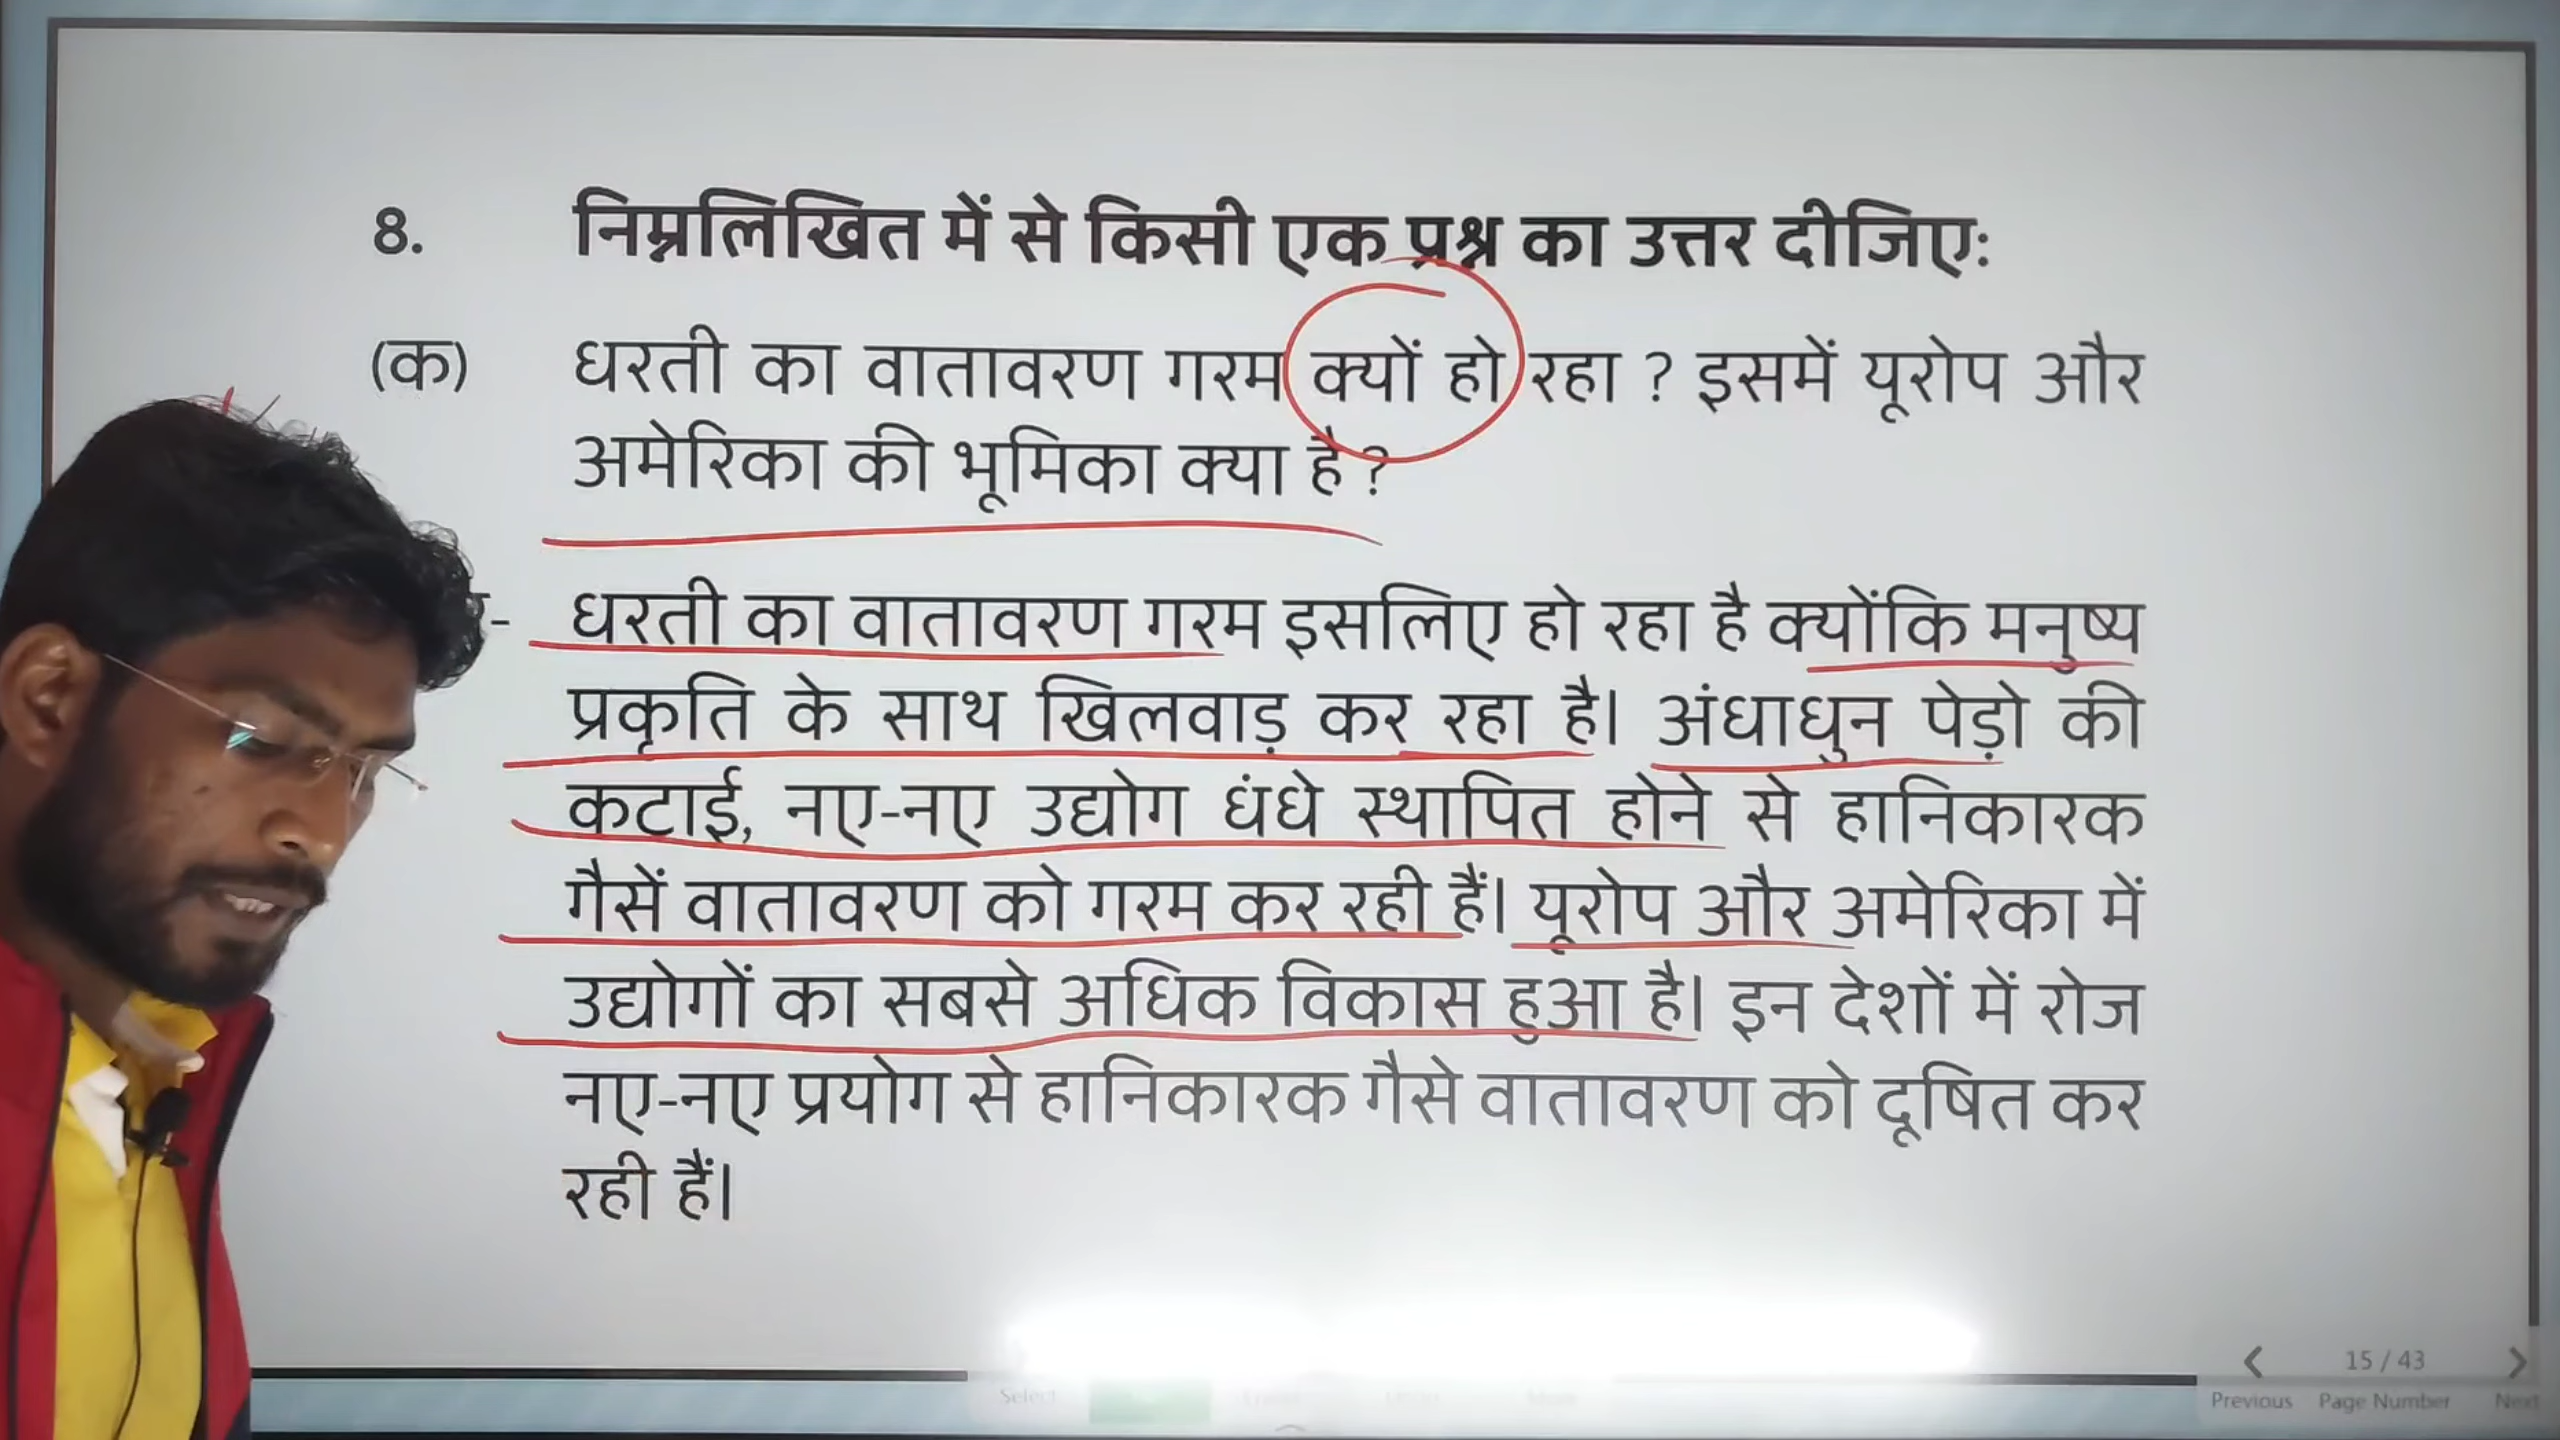 8. निम्नलिखित में से किसी एक प्रश्न का उत्तर दीजिए:
(क) धरती का वातावरण गरम क्यों हो रहा ? इसमें यूरोप और
अमेरिका की भूमिका क्या है ?
- धरती का वातावरण गरम इसलिए हो रहा है क्योंकि मनुष्य
प्रकृति के साथ खिलवाड़ कर रहा है। अंधाधुन पेड़ो की
कटाई, नए-नए उद्योग धंधे स्थापित होने से हानिकारक
गैसें वातावरण को गरम कर रही हैं। यूरोप और अमेरिका में
उद्योगों का सबसे अधिक विकास हुआ है। इन देशों में रोज
नए-नए प्रयोग से हानिकारक गैसे वातावरण को दूषित कर
रही हैं।
15 / 43
Select
Previous Page Number Next